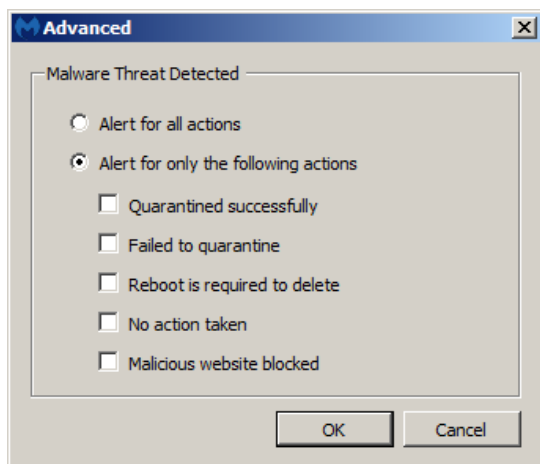 Advanced
Malware Threat Detected
Alert for all actions
Alert for only the following actions
Quarantined successfully
Failed to quarantine
Reboot is required to delete
No action taken
Malicious website blocked
OK Cancel